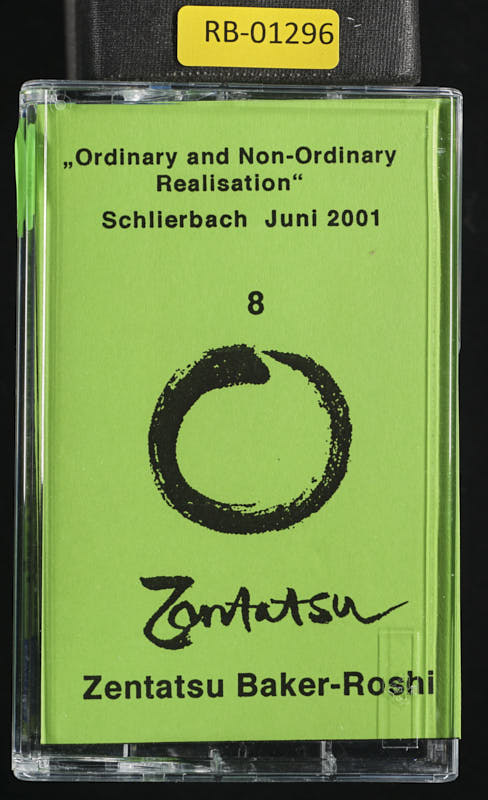 RB-01296
„Ordinary and Non-Ordinary
Realisation“
Schlierbach Juni 2001
8
Zentatsu
Zentatsu Baker-Roshi